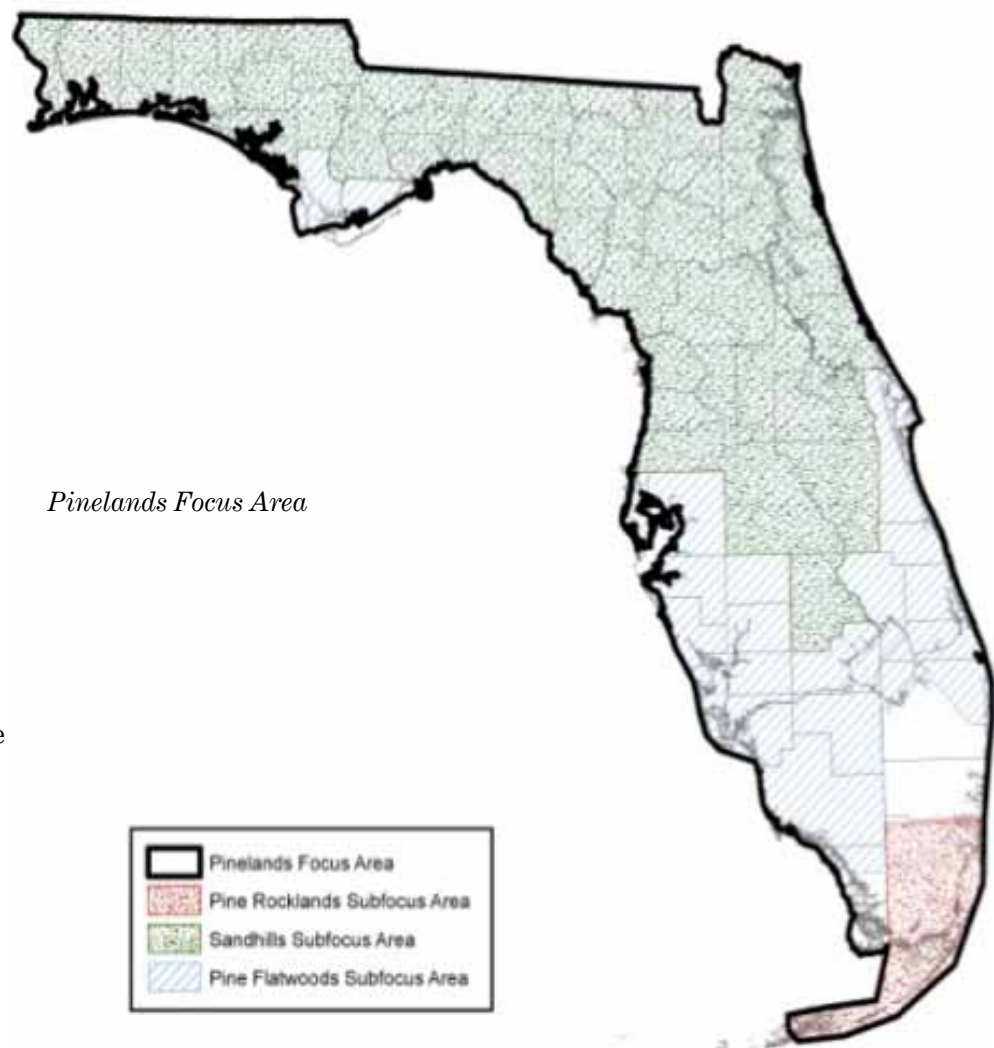 Pinelands Focus Area
e
Pinelands Focus Area
Pine Rocklands Subfocus Area
Sandhills Subfocus Area
Pine Flatwoods Subfocus Area